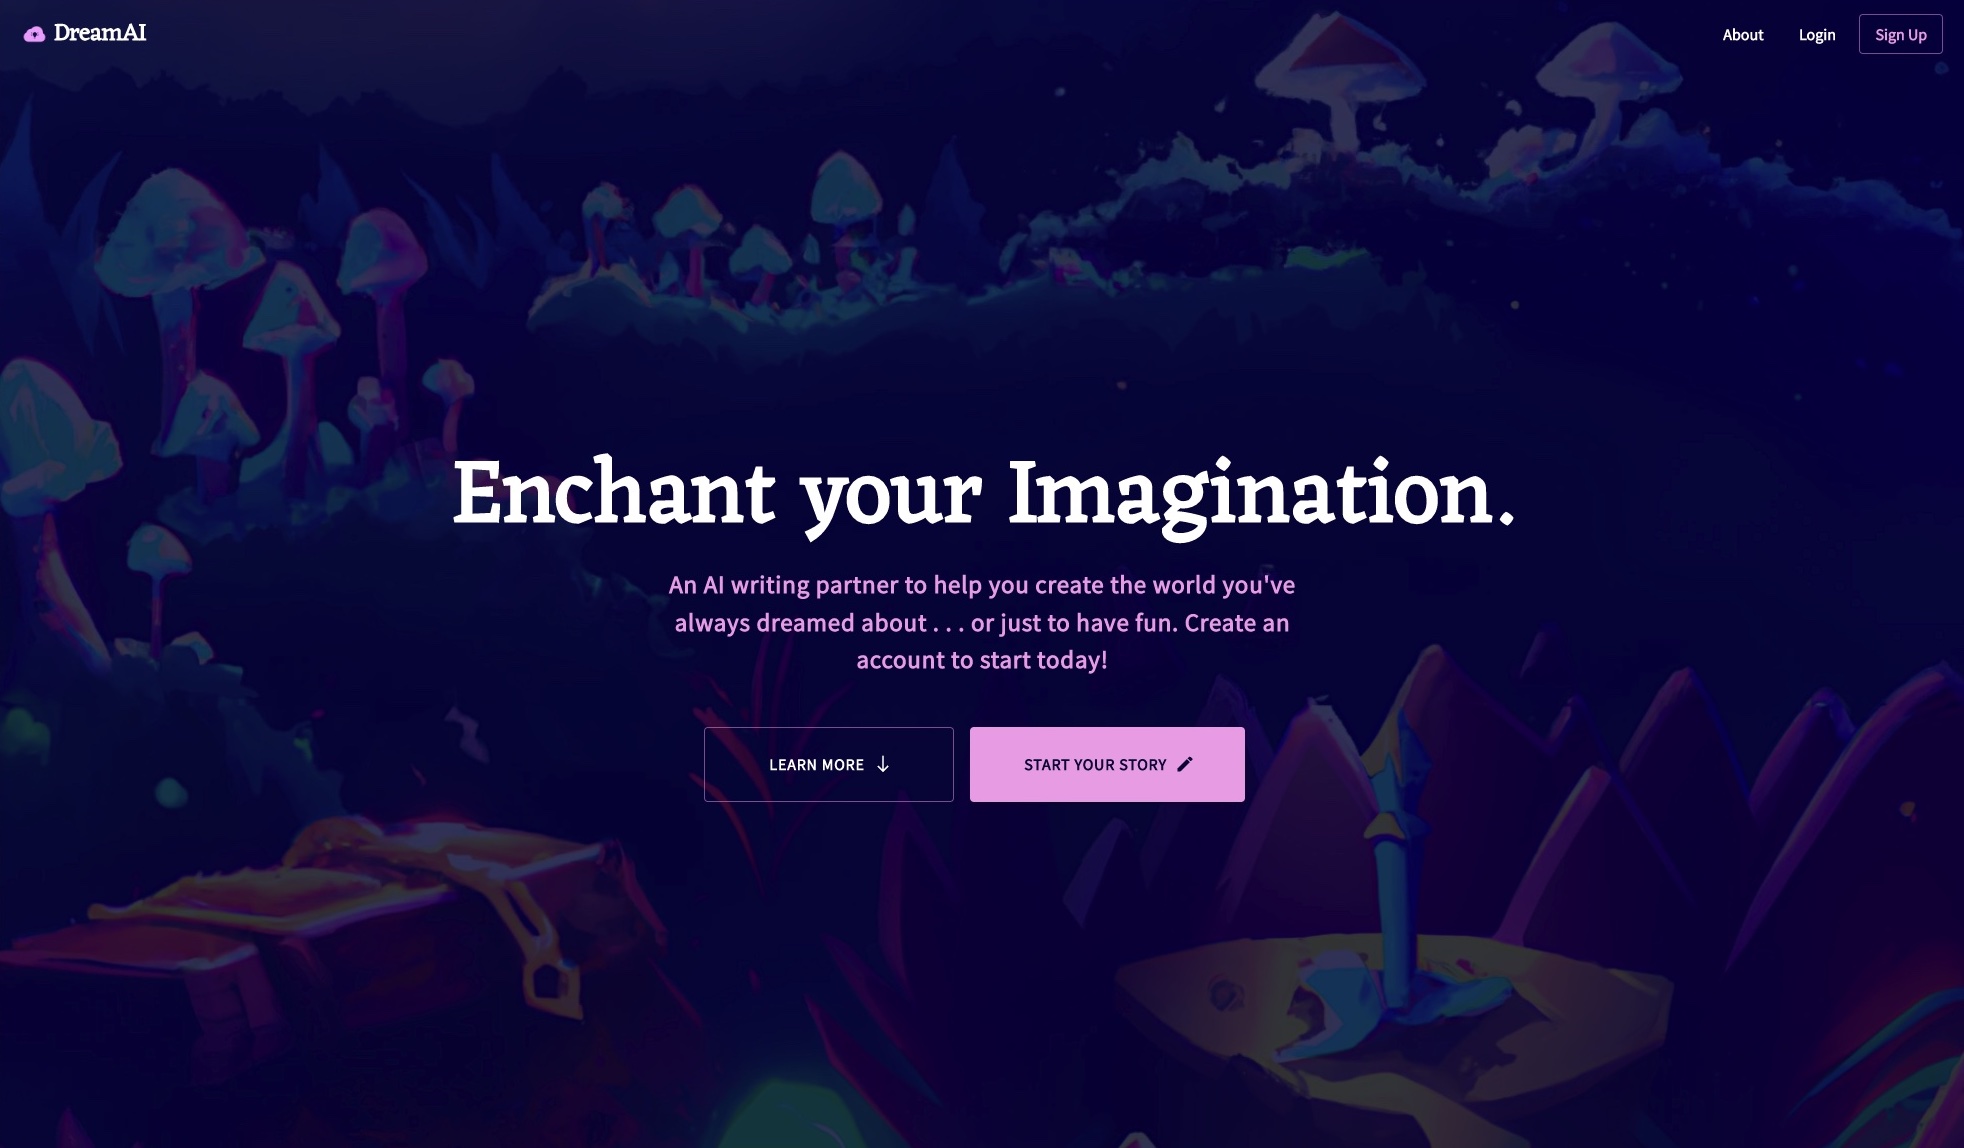 DreamAI
About
Login
Sign Up
Enchant your Imagination.
An AI writing partner to help you create the world you've
always dreamed about . . . or just to have fun. Create an
account to start today!
LEARN MORE
START YOUR STORY